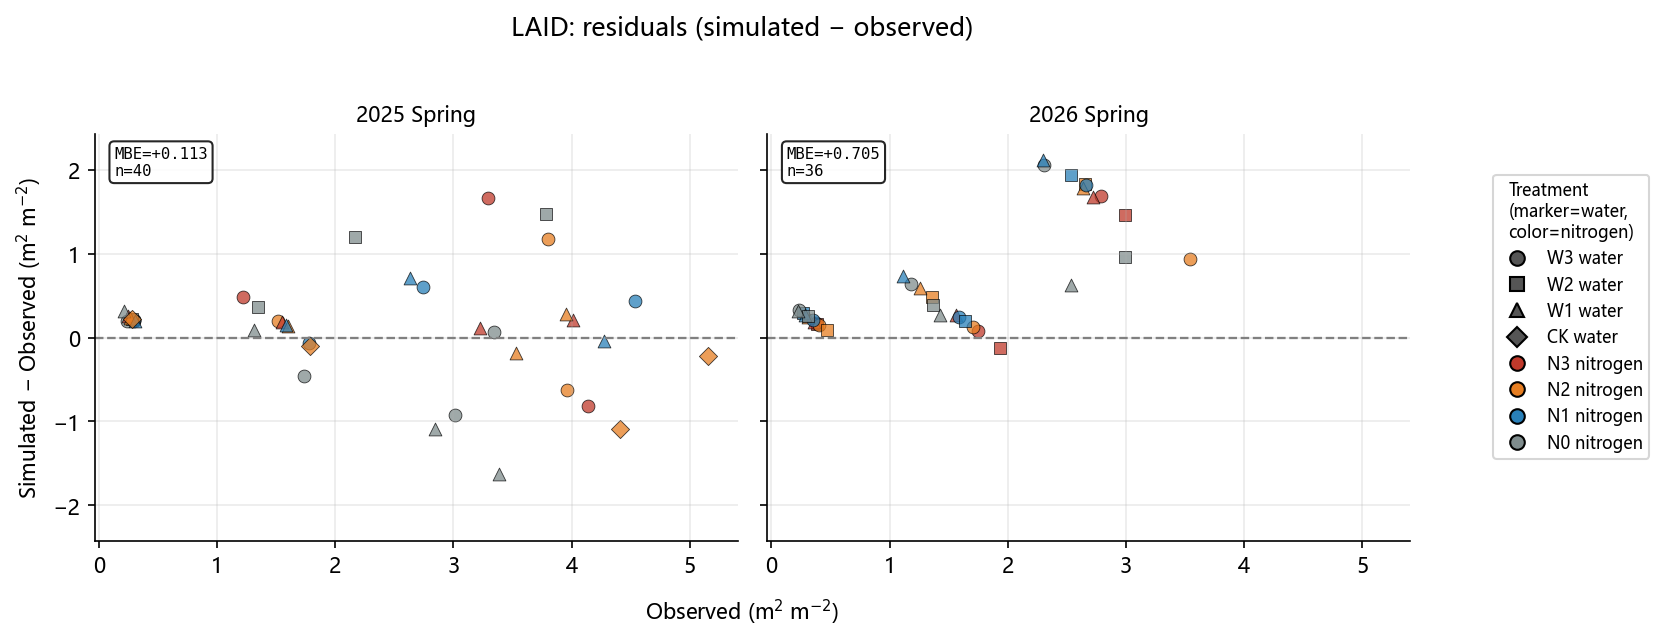 LAID: residuals (simulated − observed)
2025 Spring
2026 Spring
MBE=+0.113
n=40
MBE=+0.705
n=36
2
1
0
−1
−2
Simulated − Observed (m² m⁻²)
0 1 2 3 4 5
0 1 2 3 4 5
Observed (m² m⁻²)
Treatment
(marker=water,
color=nitrogen)
W3 water
W2 water
W1 water
CK water
N3 nitrogen
N2 nitrogen
N1 nitrogen
N0 nitrogen